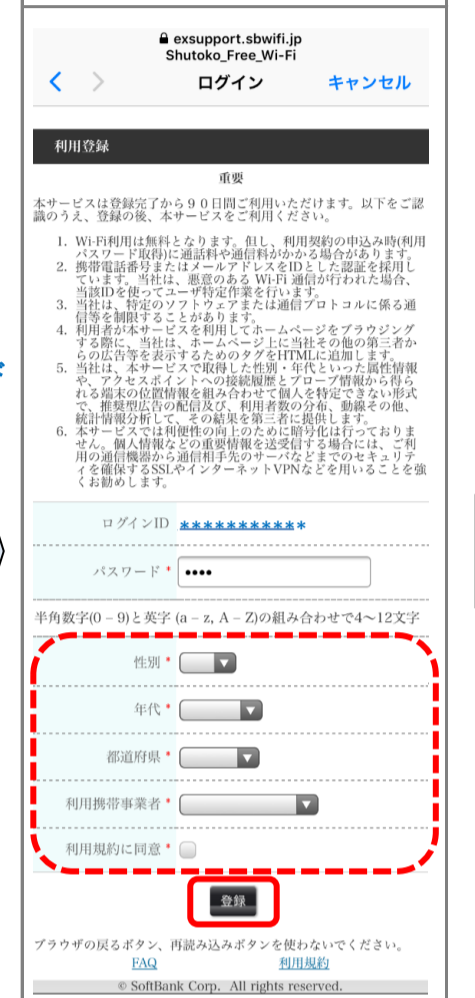 exsupport.sbwifi.jp
Shutoko_Free_Wi-Fi
ログイン
キャンセル
利用登録
重要
本サービスは登録完了から９０日間ご利用いただけます。以下をご認
識のうえ、登録の後、本サービスをご利用ください。
1. Wi-Fi利用は無料となります。但し、利用契約の申込み時(利用
パスワード取得)に通話料や通信料がかかる場合があります。
2. 携帯電話番号またはメールアドレスをIDとした認証を採用し
ています。当社は、悪意のある Wi-Fi 通信が行われた場合、
当該IDを使ってユーザ特定作業を行います。
3. 当社は、特定のソフトウェアまたは通信プロトコルに係る通
信等を制限することがあります。
4. 利用者が本サービスを利用してホームページをブラウジング
する際に、当社は、ホームページ上に当社その他の第三者か
らの広告等を表示するためのタグをHTMLに追加します。
5. 当社は、本サービスで取得した性別・年代といった属性情報
や、アクセスポイントへの接続履歴とプローブ情報から得ら
れる端末の位置情報を組み合わせて個人を特定できない形式
で、推奨型広告の配信及び、利用者数の分布、動線その他、
統計情報分析して、その結果を第三者に提供します。
6. 本サービスでは利便性の向上のために暗号化は行っておりま
せん。個人情報などの重要情報を送受信する場合には、ご利
用の通信機器から通信相手先のサーバなどまでのセキュリテ
ィを確保するSSLやインターネットVPNなどを用いることを強
くお勧めします。
ログインID ***********
パスワード * ••••
半角数字(0 – 9)と英字 (a – z, A – Z)の組み合わせで4〜12文字
性別 *
年代 *
都道府県 *
利用携帯事業者 *
利用規約に同意 *
登録
ブラウザの戻るボタン、再読み込みボタンを使わないでください。
FAQ 利用規約
© SoftBank Corp. All rights reserved.